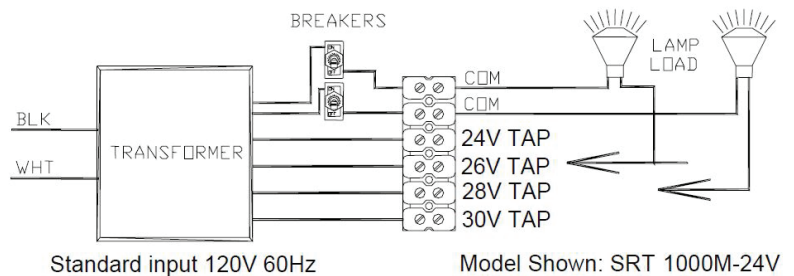 BREAKERS
LAMP
LOAD
COM
COM
BLK
TRANSFORMER
WHT
24V TAP
26V TAP
28V TAP
30V TAP
Standard input 120V 60Hz
Model Shown: SRT 1000M-24V